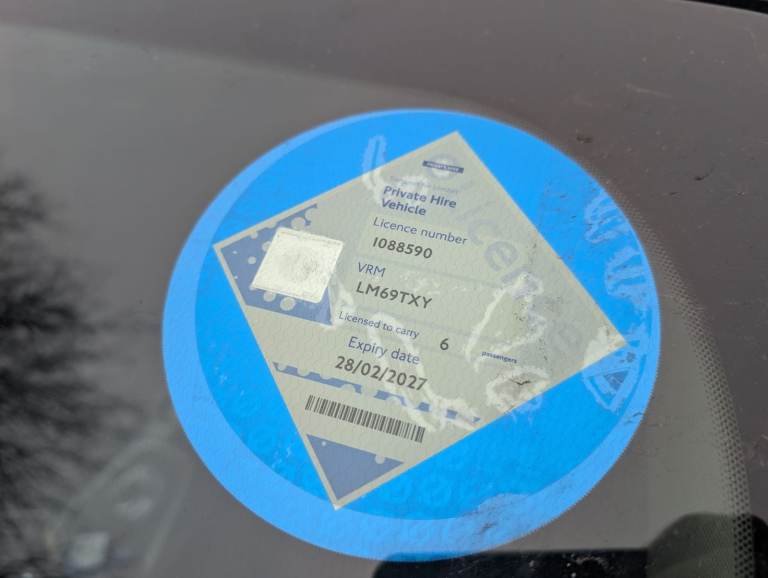 Private Hire
Vehicle
Licence number
1088590
VRM
LM69TXY
Licensed to carry 6 passengers
Expiry date
28/02/2027